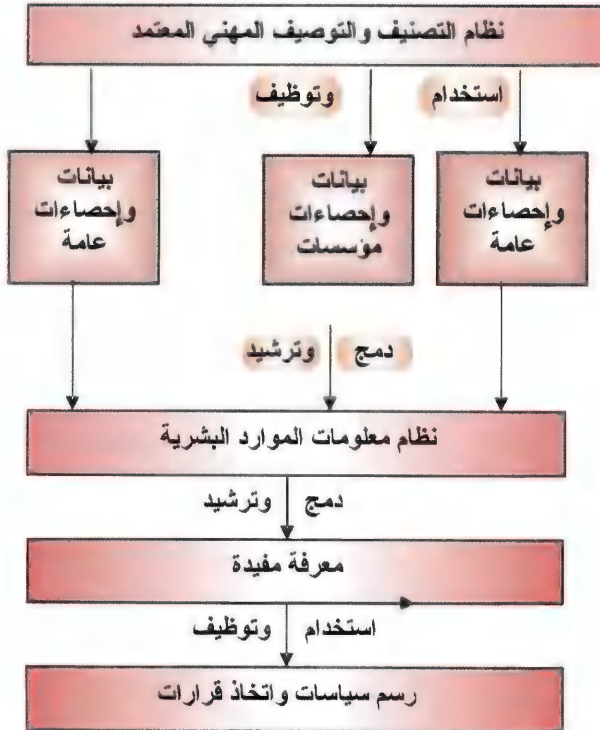 نظام التصنيف والتوصيف المهني المعتمد
استخدام وتوظيف
بيانات
وإحصاءات
عامة
بيانات
وإحصاءات
مؤسسات
بيانات
وإحصاءات
عامة
دمج وترشيد
نظام معلومات الموارد البشرية
دمج وترشيد
معرفة مفيدة
استخدام وتوظيف
رسم سياسات واتخاذ قرارات